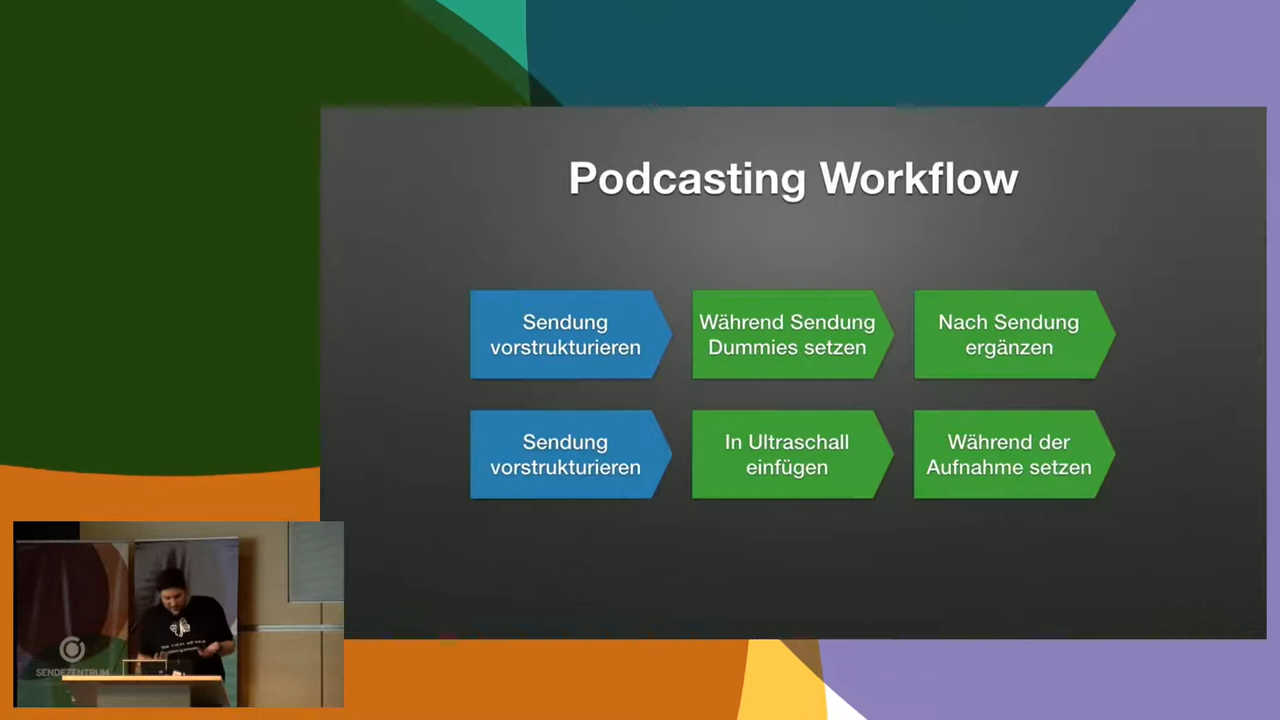 Podcasting Workflow
Sendung
vorstrukturieren
Während Sendung
Dummies setzen
Nach Sendung
ergänzen
Sendung
vorstrukturieren
In Ultraschall
einfügen
Während der
Aufnahme setzen
SENDEZENTRUM